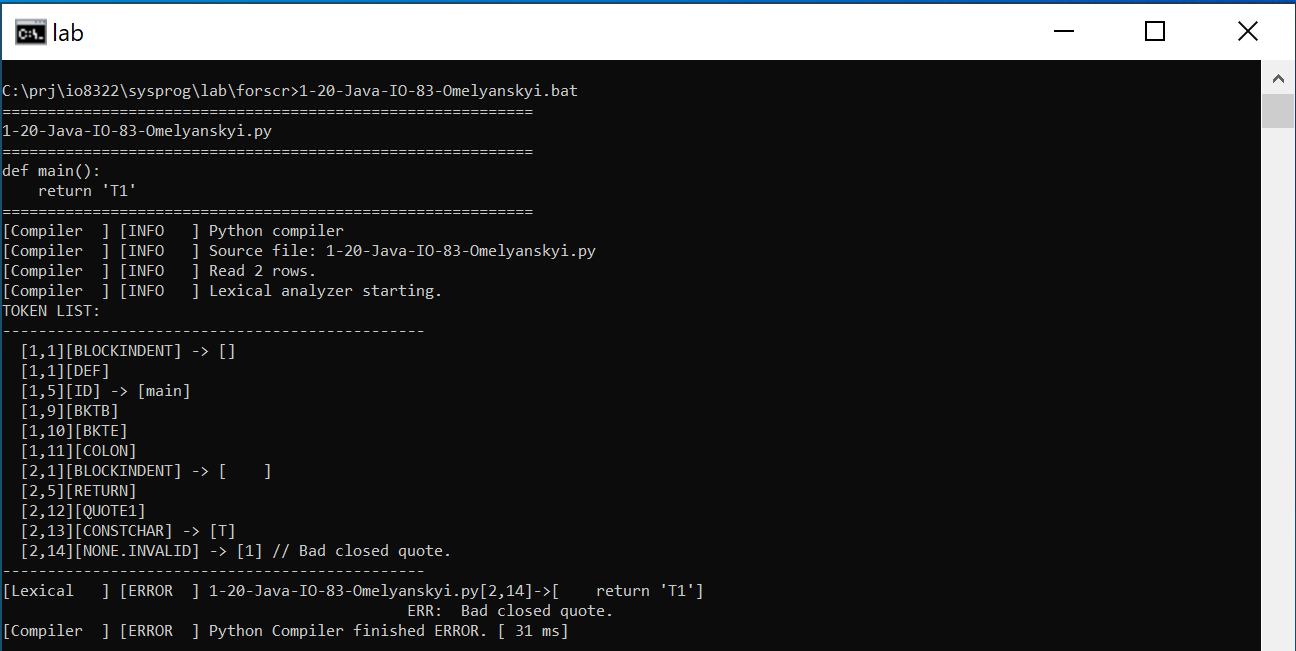 lab
C:\prj\io8322\sysprog\lab\forscr>1-20-Java-IO-83-Omelyanskyi.bat
===========================================================
1-20-Java-IO-83-Omelyanskyi.py
===========================================================
def main():
    return 'T1'
===========================================================
[Compiler  ] [INFO   ] Python compiler
[Compiler  ] [INFO   ] Source file: 1-20-Java-IO-83-Omelyanskyi.py
[Compiler  ] [INFO   ] Read 2 rows.
[Compiler  ] [INFO   ] Lexical analyzer starting.
TOKEN LIST:
-----------------------------------------------
  [1,1][BLOCKINDENT] -> []
  [1,1][DEF]
  [1,5][ID] -> [main]
  [1,9][BKTB]
  [1,10][BKTE]
  [1,11][COLON]
  [2,1][BLOCKINDENT] -> [    ]
  [2,5][RETURN]
  [2,12][QUOTE1]
  [2,13][CONSTCHAR] -> [T]
  [2,14][NONE.INVALID] -> [1] // Bad closed quote.
-----------------------------------------------
[Lexical   ] [ERROR  ] 1-20-Java-IO-83-Omelyanskyi.py[2,14]->[    return 'T1']
                                             ERR:  Bad closed quote.
[Compiler  ] [ERROR  ] Python Compiler finished ERROR. [ 31 ms]